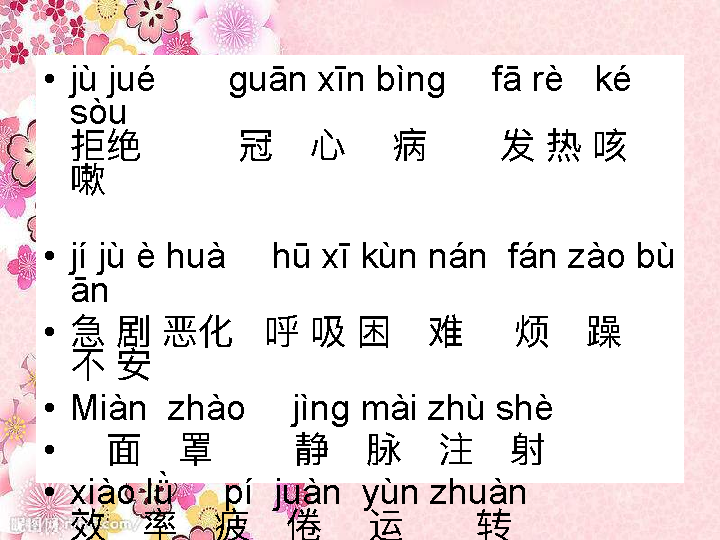 • jù jué guān xīn bìng fā rè ké
sòu
拒绝 冠 心 病 发 热 咳
嗽
• jí jù è huà hū xī kùn nán fán zào bù
ān
• 急 剧 恶化 呼 吸 困 难 烦 躁
不 安
• Miàn zhào jìng mài zhù shè
• 面 罩 静 脉 注 射
• xiào lǜ pí juàn yùn zhuàn
效 率 疲 倦 运 转